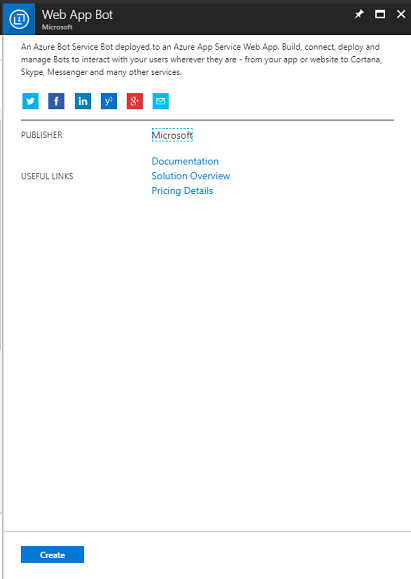 Web App Bot
Microsoft
An Azure Bot Service Bot deployed to an Azure App Service Web App. Build, connect, deploy and
manage Bots to interact with your users wherever they are - from your app or website to Cortana,
Skype, Messenger and many other services.
PUBLISHER Microsoft
Documentation
USEFUL LINKS Solution Overview
Pricing Details
Create